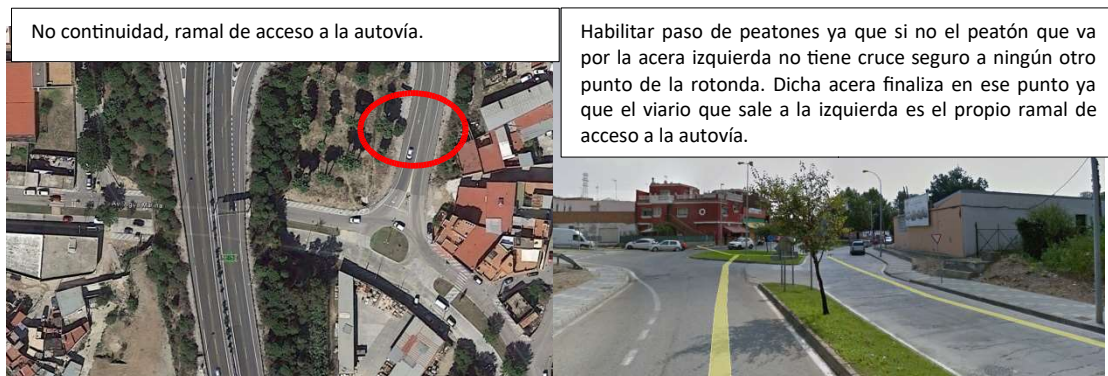 No continuidad, ramal de acceso a la autovía.
Habilitar paso de peatones ya que si no el peatón que va
por la acera izquierda no tiene cruce seguro a ningún otro
punto de la rotonda. Dicha acera finaliza en ese punto ya
que el viario que sale a la izquierda es el propio ramal de
acceso a la autovía.